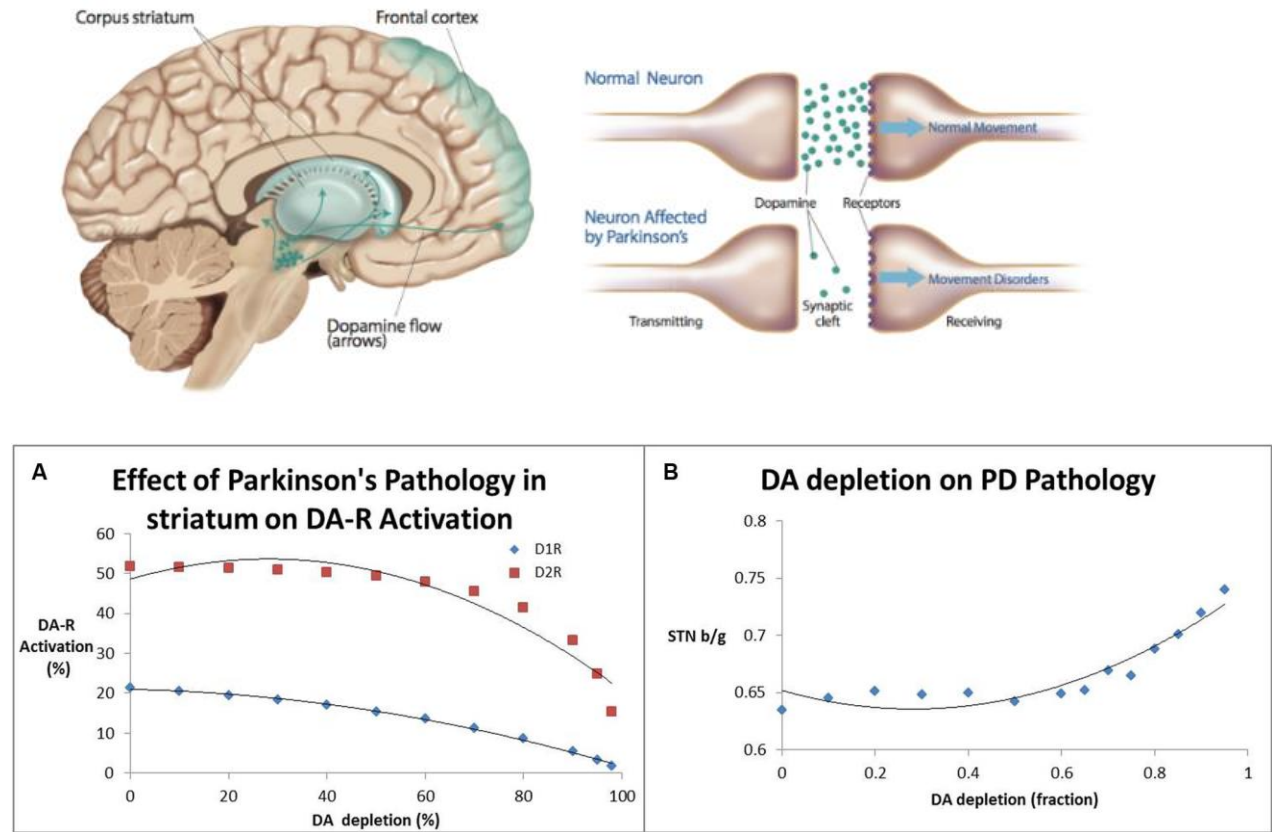 Corpus striatum
Frontal cortex
Dopamine flow
(arrows)
Normal Neuron
Normal Movement
Dopamine
Receptors
Neuron Affected
by Parkinson's
Movement Disorders
Transmitting
Synaptic
cleft
Receiving
A
Effect of Parkinson's Pathology in
striatum on DA-R Activation
D1R
D2R
DA-R
Activation
(%)
60
50
40
30
20
10
0
0 20 40 60 80 100
DA depletion (%)
B
DA depletion on PD Pathology
STN b/g
0.8
0.75
0.7
0.65
0.6
0 0.2 0.4 0.6 0.8 1
DA depletion (fraction)